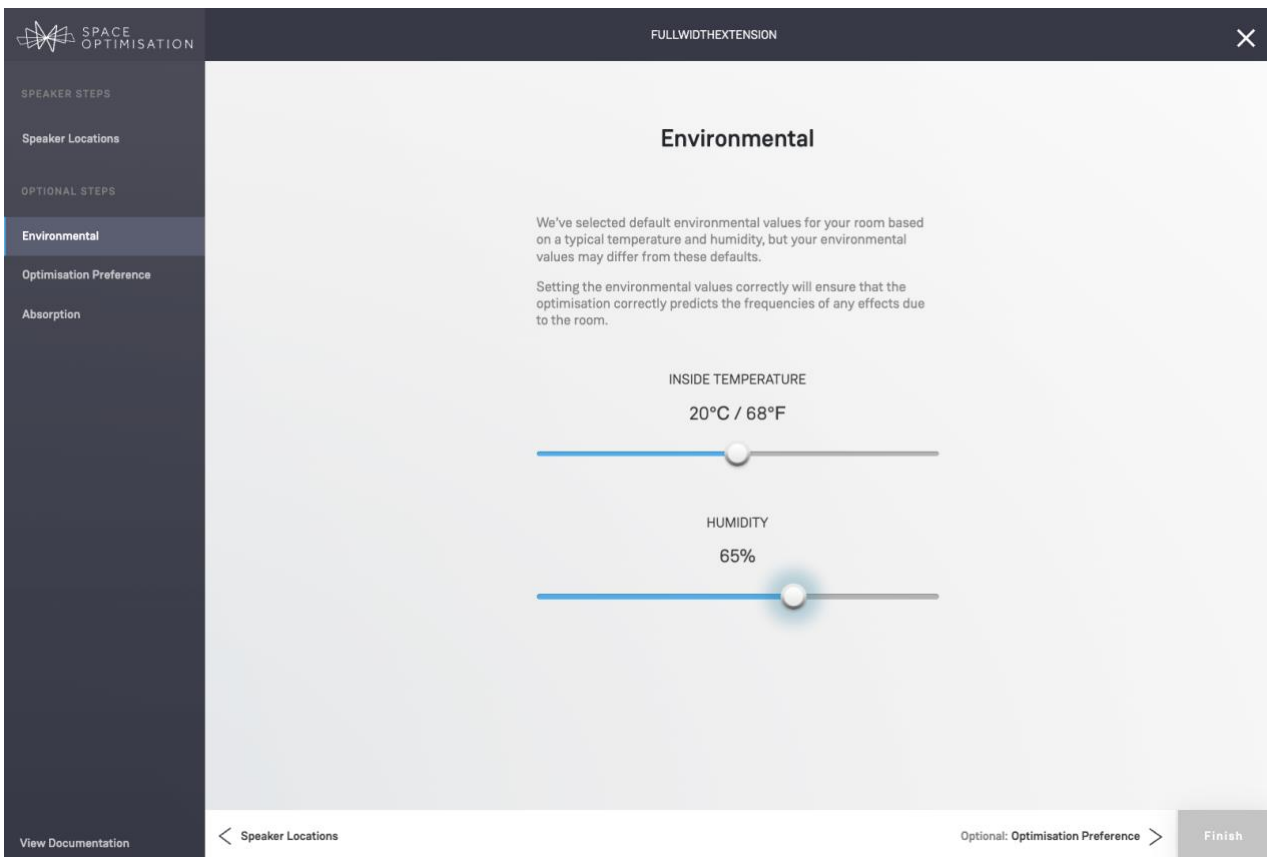 SPACE
OPTIMISATION
FULLWIDTHEXTENSION
SPEAKER STEPS
Speaker Locations
OPTIONAL STEPS
Environmental
Optimisation Preference
Absorption
View Documentation
Environmental
We've selected default environmental values for your room based
on a typical temperature and humidity, but your environmental
values may differ from these defaults.
Setting the environmental values correctly will ensure that the
optimisation correctly predicts the frequencies of any effects due
to the room.
INSIDE TEMPERATURE
20°C / 68°F
HUMIDITY
65%
Speaker Locations
Optional: Optimisation Preference
Finish